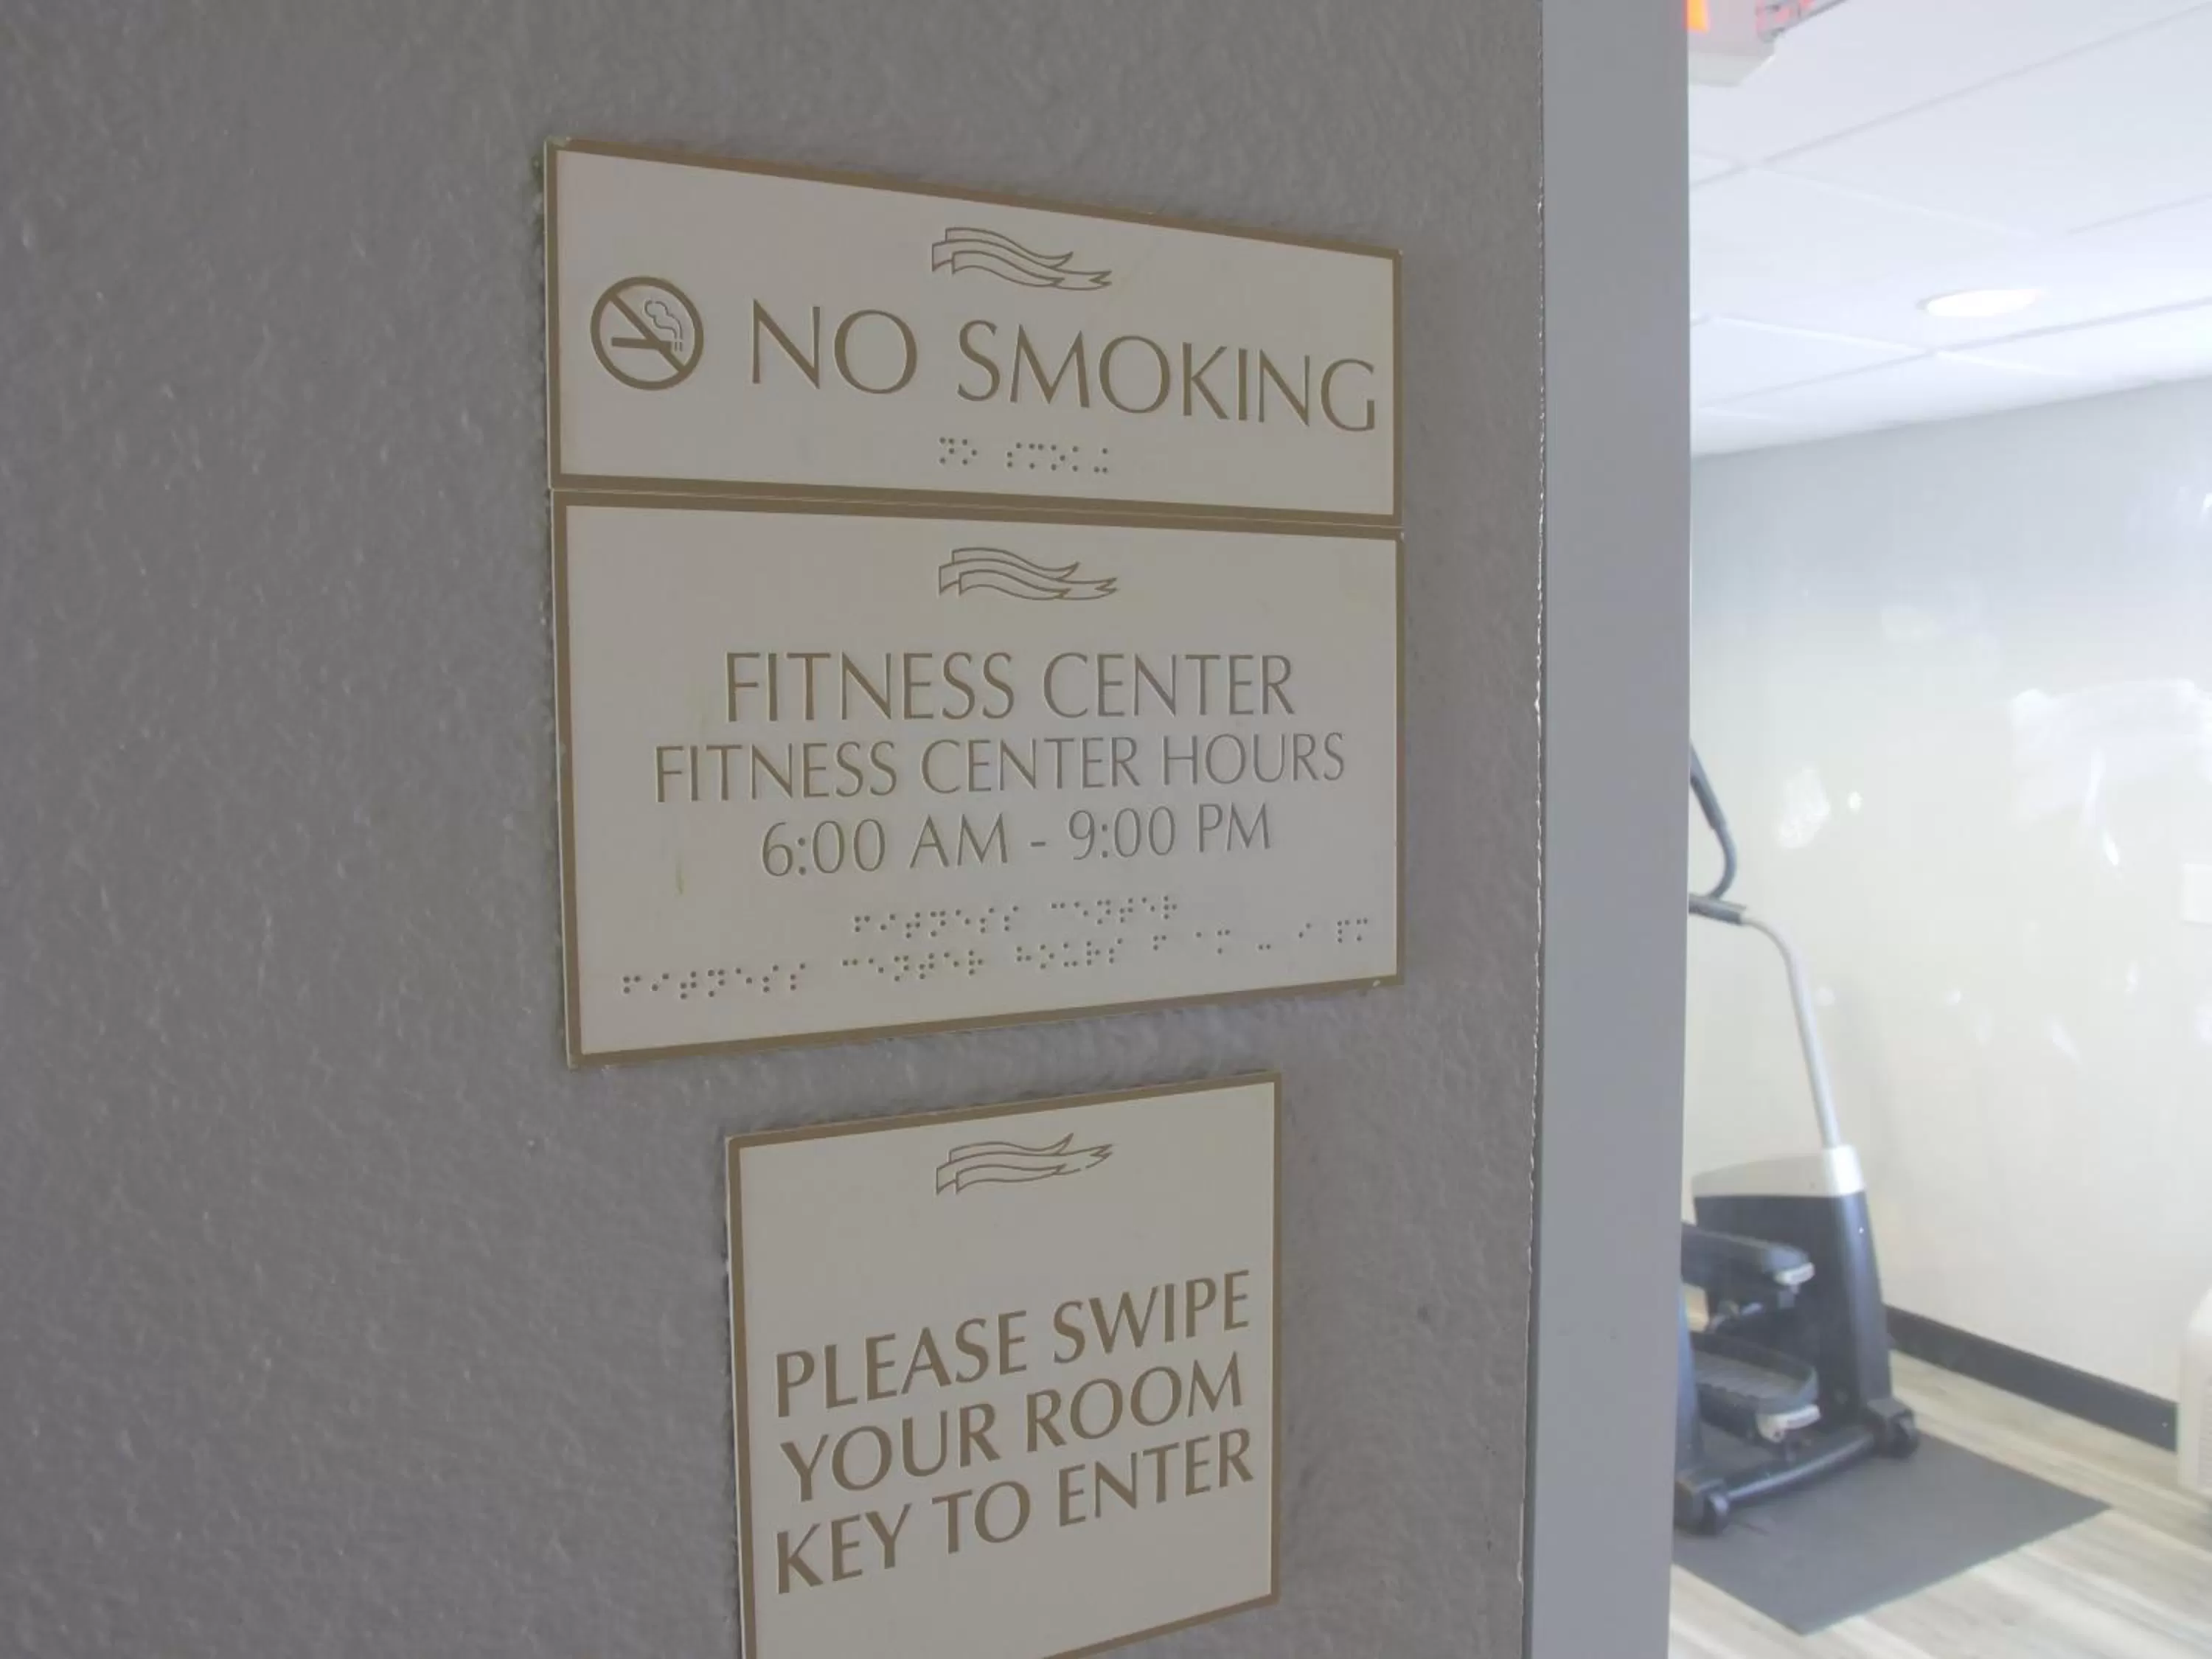 NO SMOKING
FITNESS CENTER
FITNESS CENTER HOURS
6:00 AM - 9:00 PM
PLEASE SWIPE
YOUR ROOM
KEY TO ENTER